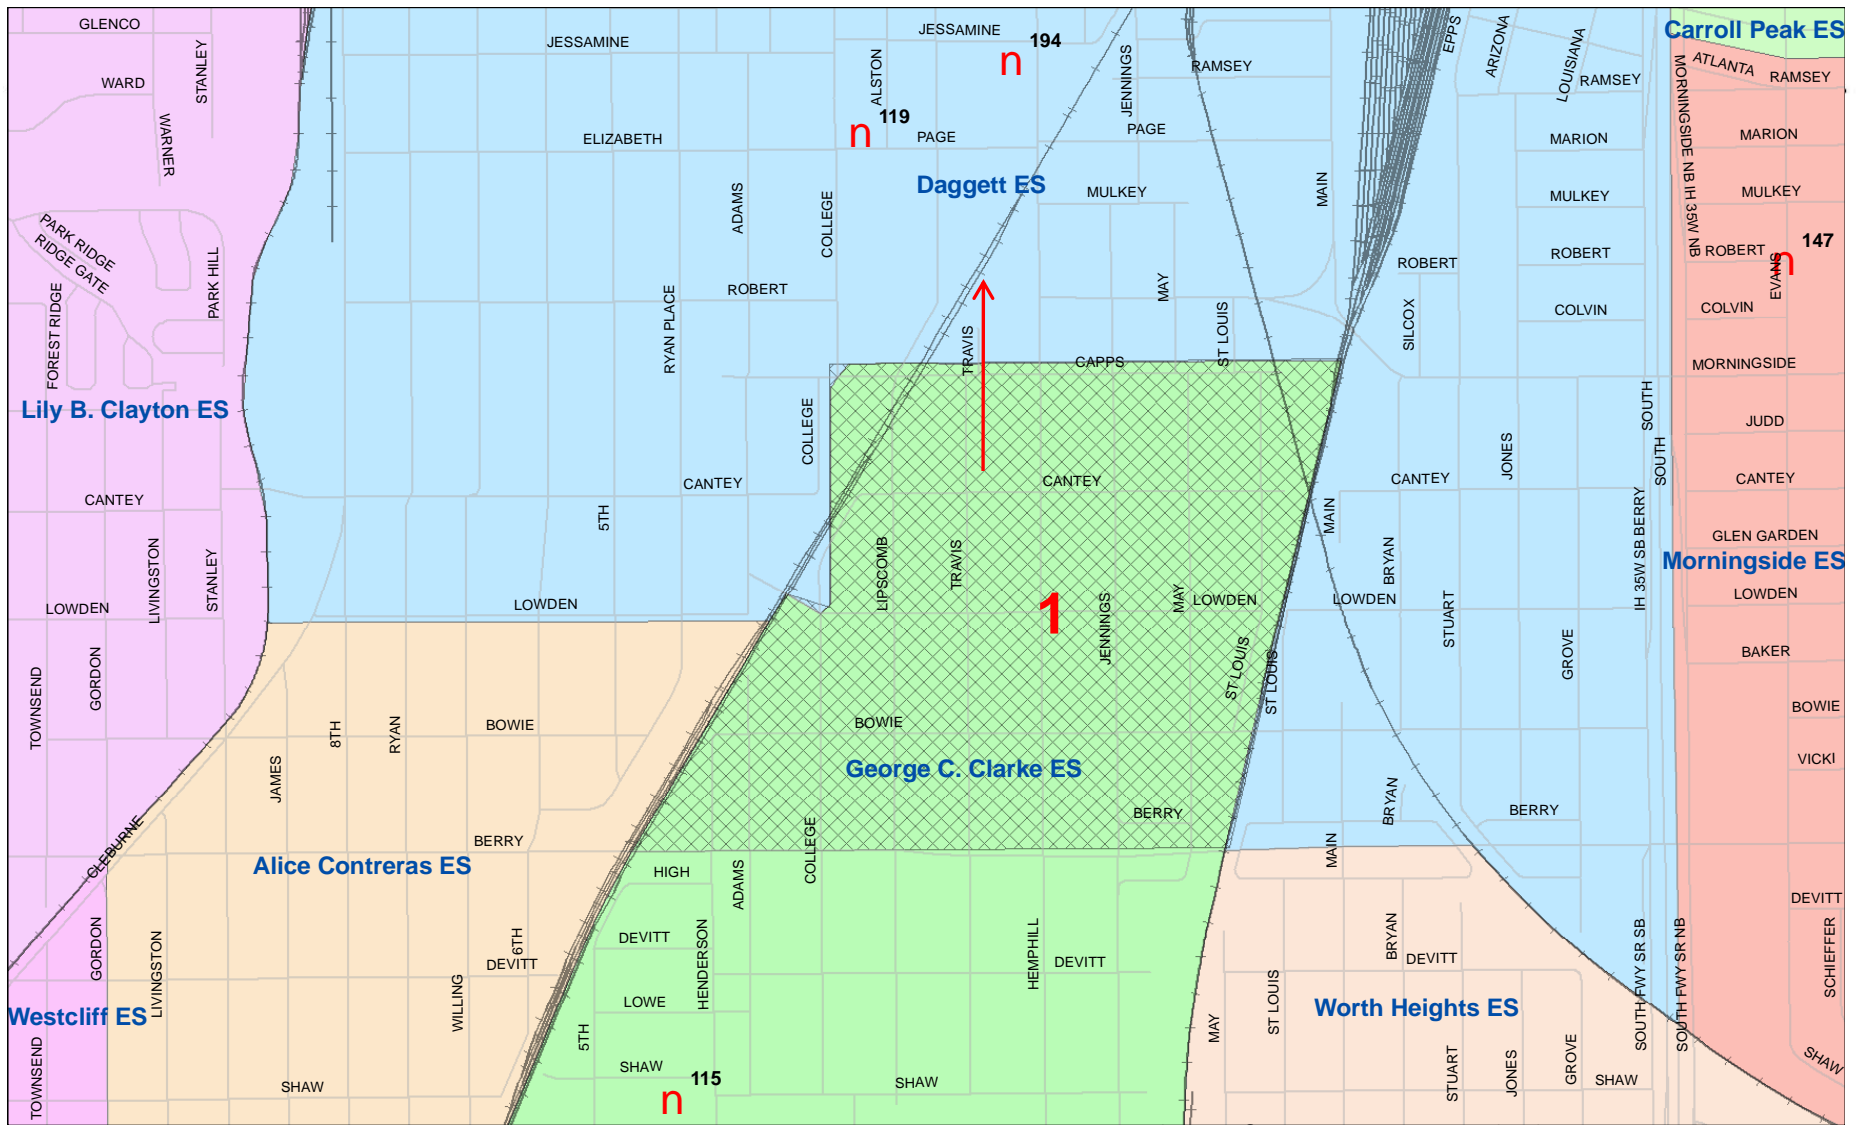 GLENCO
STANLEY
WARD
WARNER
JESSAMINE
JESSAMINE
194
n
ALSTON
119
n
JENNINGS
RAMSEY
EPPS
ARIZONA
LOUISIANA
RAMSEY
Carroll Peak ES
ATLANTA
RAMSEY
MORNINGSIDE NB IH 35W NB
ELIZABETH
PAGE
PAGE
MARION
MARION
Daggett ES
MULKEY
MAIN
MULKEY
MULKEY
PARK RIDGE
RIDGE GATE
PARK HILL
ADAMS
COLLEGE
ROBERT
ROBERT
ROBERT
147
n
EVANS
FOREST RIDGE
RYAN PLACE
ROBERT
TRAVIS
MAY
ST LOUIS
SILCOX
COLVIN
COLVIN
CAPPS
MORNINGSIDE
Lily B. Clayton ES
COLLEGE
SOUTH
SOUTH
JUDD
CANTEY
CANTEY
CANTEY
CANTEY
JONES
CANTEY
5TH
MAIN
IH 35W SB BERRY
GLEN GARDEN
LIVINGSTON
STANLEY
LIPSCOMB
TRAVIS
BRYAN
Morningside ES
LOWDEN
LOWDEN
1
MAY
LOWDEN
LOWDEN
STUART
LOWDEN
JENNINGS
GROVE
BAKER
TOWNSEND
GORDON
ST LOUIS
ST LOUIS
8TH
RYAN
BOWIE
BOWIE
BOWIE
JAMES
George C. Clarke ES
VICKI
CLEBURNE
BERRY
BERRY
BRYAN
BERRY
Alice Contreras ES
HIGH
ADAMS
COLLEGE
MAIN
DEVITT
GORDON
LIVINGSTON
6TH
DEVITT
DEVITT
HENDERSON
HEMPHILL
DEVITT
BRYAN
DEVITT
SOUTH FWY SR SB
SOUTH FWY SR NB
SCHIEFFER
WILLING
LOWE
Westcliff ES
MAY
ST LOUIS
Worth Heights ES
5TH
TOWNSEND
SHAW
SHAW
115
n
SHAW
STUART
JONES
GROVE
SHAW
SHAW